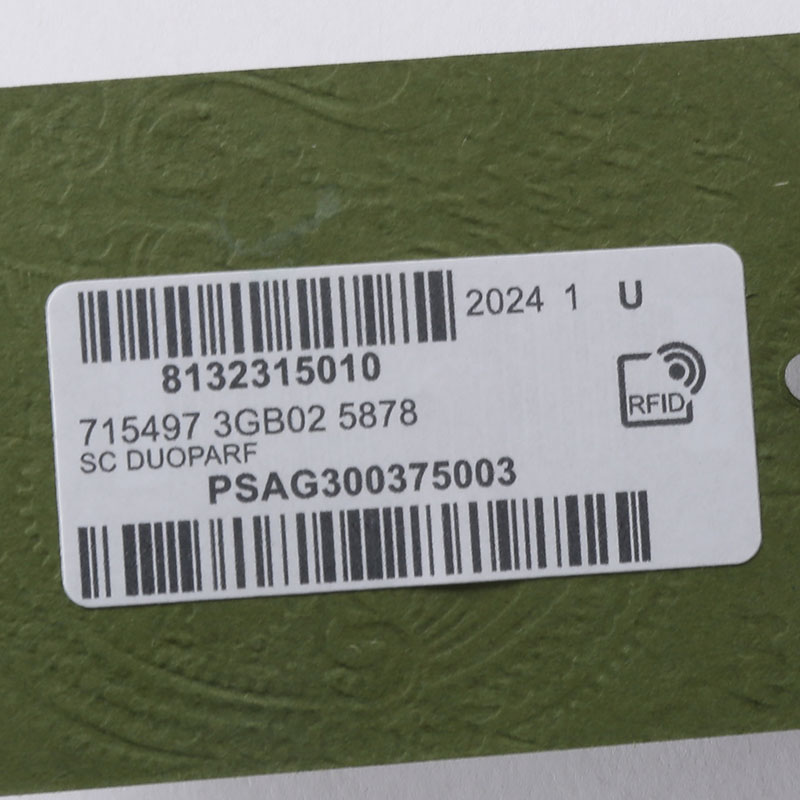 2024 1 U
8132315010
RFID
715497 3GB02 5878
SC DUOPARF
PSAG300375003